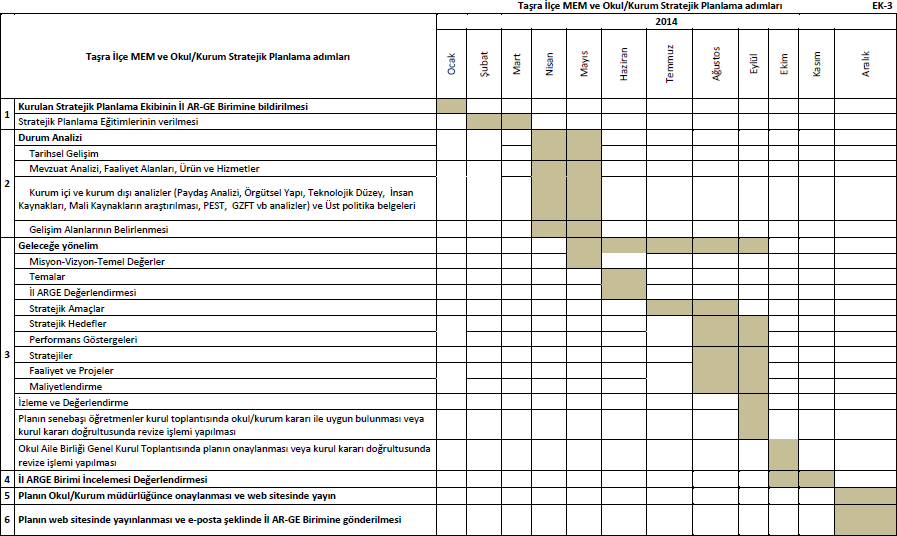 Taşra İlçe MEM ve Okul/Kurum Stratejik Planlama adımları EK-3
Taşra İlçe MEM ve Okul/Kurum Stratejik Planlama adımları
2014
Ocak
Şubat
Mart
Nisan
Mayıs
Haziran
Temmuz
Ağustos
Eylül
Ekim
Kasım
Aralık
1
Kurulan Stratejik Planlama Ekibinin İl AR-GE Birimine bildirilmesi
Stratejik Planlama Eğitimlerinin verilmesi
2
Durum Analizi
Tarihsel Gelişim
Mevzuat Analizi, Faaliyet Alanları, Ürün ve Hizmetler
Kurum içi ve kurum dışı analizler (Paydaş Analizi, Örgütsel Yapı, Teknolojik Düzey, İnsan
Kaynakları, Mali Kaynakların araştırılması, PEST, GZFT vb analizler) ve Üst politika belgeleri
Gelişim Alanlarının Belirlenmesi
3
Geleceğe yönelim
Misyon-Vizyon-Temel Değerler
Temalar
İl ARGE Değerlendirmesi
Stratejik Amaçlar
Stratejik Hedefler
Performans Göstergeleri
Stratejiler
Faaliyet ve Projeler
Maliyetlendirme
İzleme ve Değerlendirme
Planın senebaşı öğretmenler kurul toplantısında okul/kurum kararı ile uygun bulunması veya
kurul kararı doğrultusunda revize işlemi yapılması
Okul Aile Birliği Genel Kurul Toplantısında planın onaylanması veya kurul kararı doğrultusunda
revize işlemi yapılması
4
İl ARGE Birimi İncelemesi Değerlendirmesi
5
Planın Okul/Kurum müdürlüğünce onaylanması ve web sitesinde yayın
6
Planın web sitesinde yayınlanması ve e-posta şeklinde İl AR-GE Birimine gönderilmesi